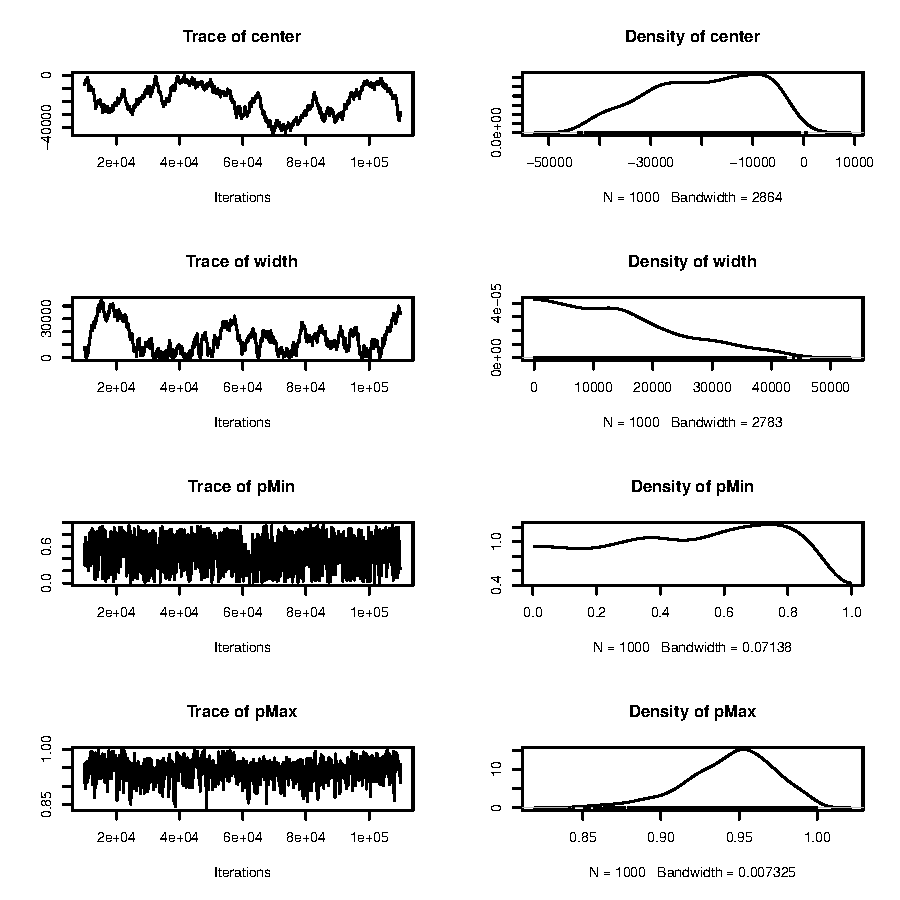 Trace of center
0
−40000
2e+04 4e+04 6e+04 8e+04 1e+05
Iterations
Density of center
0.0e+00
−50000 −30000 −10000 0 10000
N = 1000 Bandwidth = 2864
Trace of width
30000
0
2e+04 4e+04 6e+04 8e+04 1e+05
Iterations
Density of width
4e−05
0e+00
0 10000 20000 30000 40000 50000
N = 1000 Bandwidth = 2783
Trace of pMin
0.6
0.0
2e+04 4e+04 6e+04 8e+04 1e+05
Iterations
Density of pMin
1.0
0.4
0.0 0.2 0.4 0.6 0.8 1.0
N = 1000 Bandwidth = 0.07138
Trace of pMax
1.00
0.85
2e+04 4e+04 6e+04 8e+04 1e+05
Iterations
Density of pMax
10
0
0.85 0.90 0.95 1.00
N = 1000 Bandwidth = 0.007325